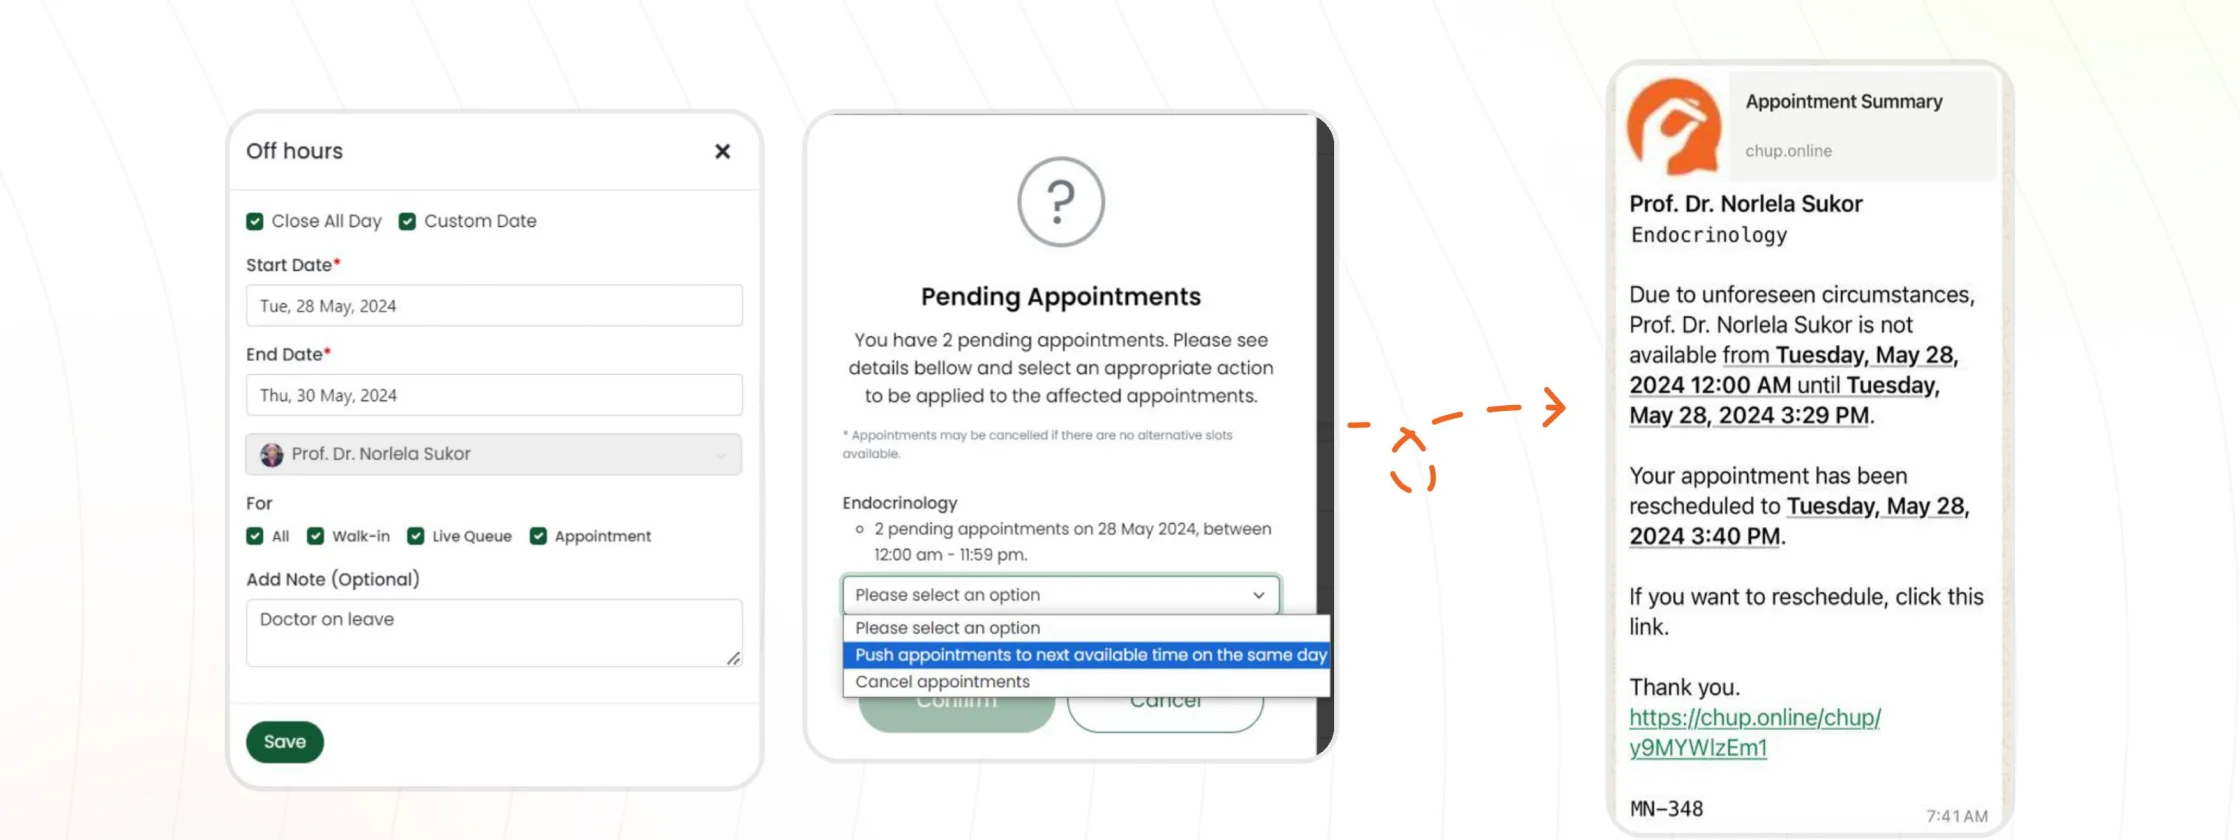 Off hours
Close All Day Custom Date
Start Date*
Tue, 28 May, 2024
End Date*
Thu, 30 May, 2024
Prof. Dr. Norlela Sukor
For
All Walk-in Live Queue Appointment
Add Note (Optional)
Doctor on leave
Save
?
Pending Appointments
You have 2 pending appointments. Please see
details bellow and select an appropriate action
to be applied to the affected appointments.
* Appointments may be cancelled if there are no alternative slots
available.
Endocrinology
2 pending appointments on 28 May 2024, between
12:00 am - 11:59 pm.
Please select an option
Please select an option
Push appointments to next available time on the same day
Cancel appointments
Confirm Cancel
Appointment Summary
chup.online
Prof. Dr. Norlela Sukor
Endocrinology
Due to unforeseen circumstances,
Prof. Dr. Norlela Sukor is not
available from Tuesday, May 28,
2024 12:00 AM until Tuesday,
May 28, 2024 3:29 PM.
Your appointment has been
rescheduled to Tuesday, May 28,
2024 3:40 PM.
If you want to reschedule, click this
link.
Thank you.
https://chup.online/chup/
y9MYWlzEm1
MN-348
7:41 AM